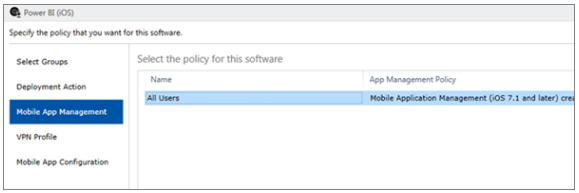 Power BI (iOS)
Specify the policy that you want for this software.
Select Groups
Deployment Action
Mobile App Management
VPN Profile
Mobile App Configuration
Select the policy for this software
Name App Management Policy
All Users Mobile Application Management (iOS 7.1 and later) crea